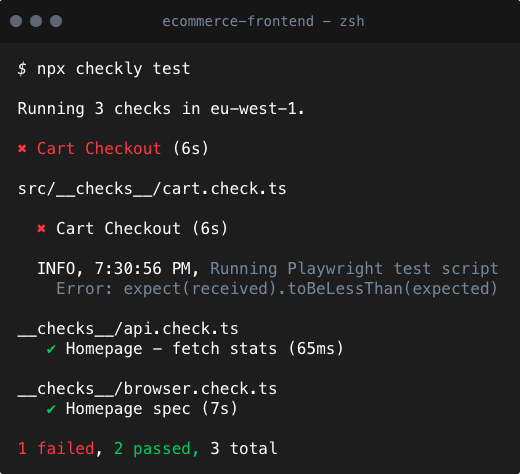 ecommerce-frontend – zsh
$ npx checkly test
Running 3 checks in eu-west-1.
✖ Cart Checkout (6s)
src/__checks__/cart.check.ts
✖ Cart Checkout (6s)
INFO, 7:30:56 PM, Running Playwright test script
Error: expect(received).toBeLessThan(expected)
__checks__/api.check.ts
✔ Homepage – fetch stats (65ms)
__checks__/browser.check.ts
✔ Homepage spec (7s)
1 failed, 2 passed, 3 total